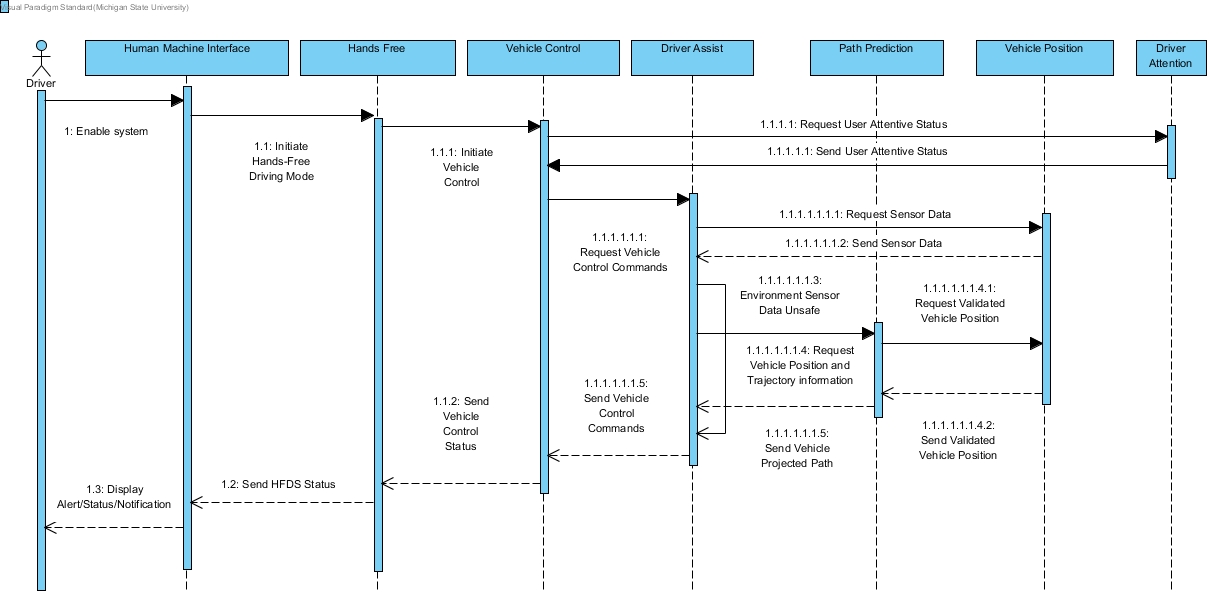 Visual Paradigm Standard(Michigan State University)
Human Machine Interface
Hands Free
Vehicle Control
Driver Assist
Path Prediction
Vehicle Position
Driver
Attention
Driver
1: Enable system
1.1: Initiate
Hands-Free
Driving Mode
1.1.1: Initiate
Vehicle
Control
1.1.1.1: Request User Attentive Status
1.1.1.1.1: Send User Attentive Status
1.1.1.1.1.1:
Request Vehicle
Control Commands
1.1.1.1.1.1.1: Request Sensor Data
1.1.1.1.1.1.2: Send Sensor Data
1.1.1.1.1.1.3:
Environment Sensor
Data Unsafe
1.1.1.1.1.1.4.1:
Request Validated
Vehicle Position
1.1.1.1.1.1.4: Request
Vehicle Position and
Trajectory information
1.1.1.1.1.1.5:
Send Vehicle
Control
Commands
1.1.2: Send
Vehicle
Control
Status
1.1.1.1.1.1.5:
Send Vehicle
Projected Path
1.1.1.1.1.1.4.2:
Send Validated
Vehicle Position
1.2: Send HFDS Status
1.3: Display
Alert/Status/Notification